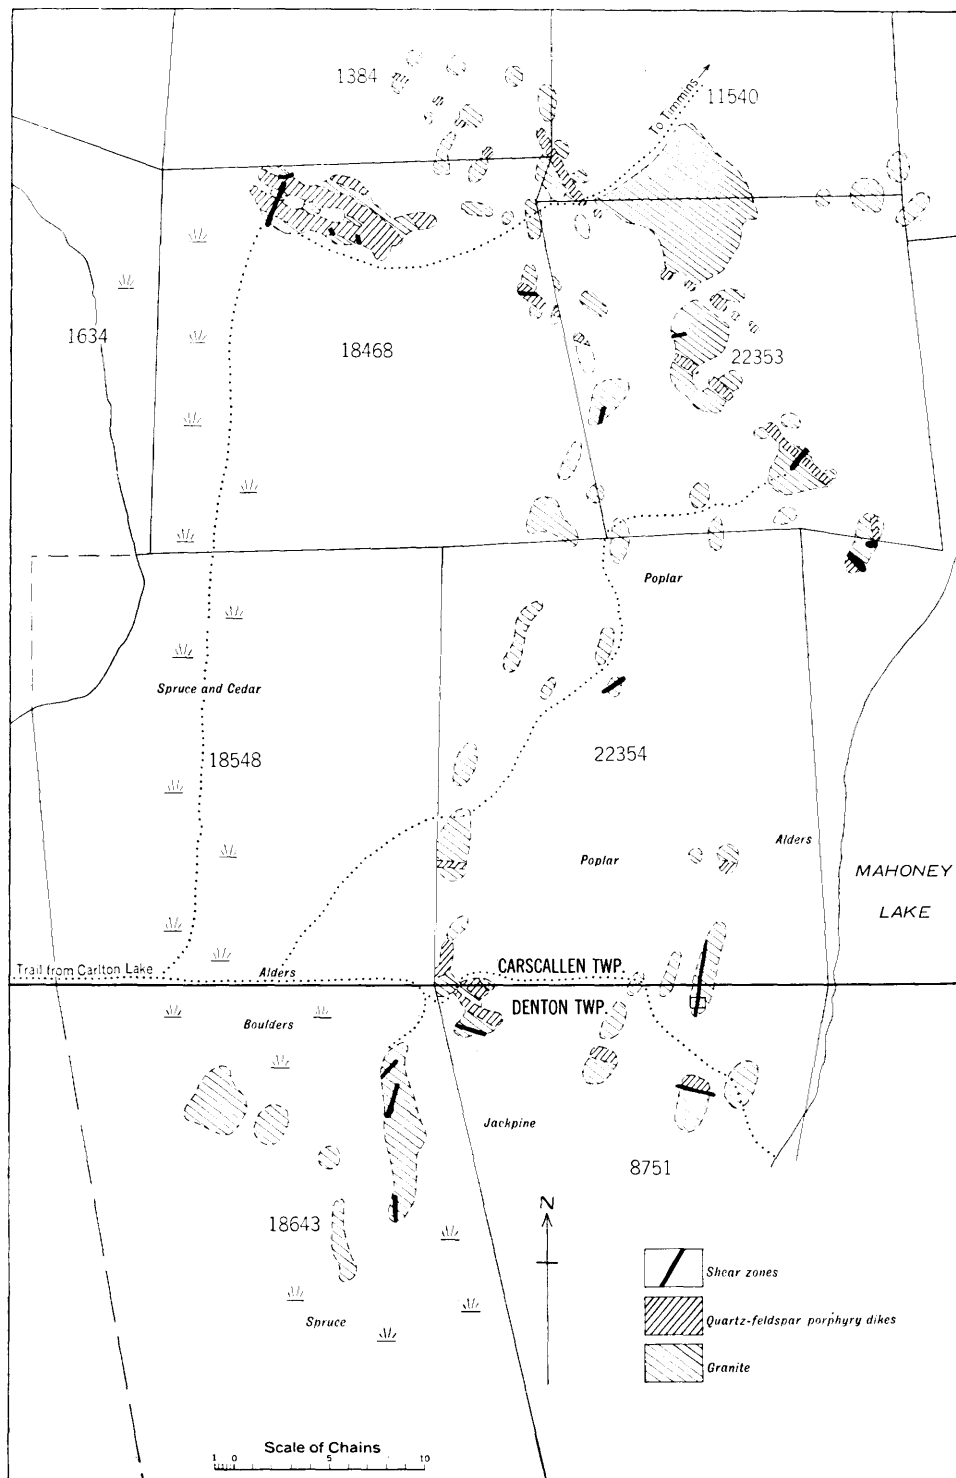 1384
11540
To Timmins
1634
18468
22353
Poplar
Spruce and Cedar
18548
22354
Alders
Poplar
MAHONEY
LAKE
Trail from Carlton Lake
Alders
CARSCALLEN TWP.
DENTON TWP.
Boulders
Jackpine
8751
18643
N
Shear zones
Quartz-feldspar porphyry dikes
Spruce
Granite
Scale of Chains
1 0 5 10